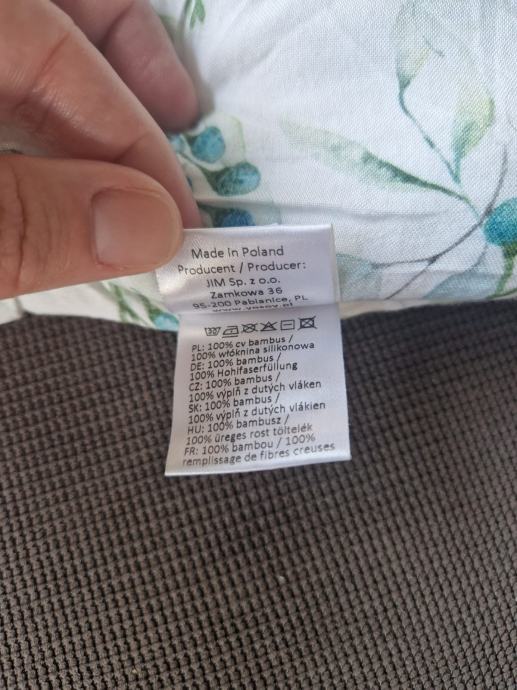 Made in Poland
Producent / Producer:
JIM Sp. z o.o.
Zamkowa 36
95-200 Pabianice, PL
PL: 100% cv bambus /
100% włóknina silikonowa
DE: 100% bambus /
100% Hohlfaserfüllung
CZ: 100% bambus /
100% výplň z dutých vláken
SK: 100% bambus /
100% výplň z dutých vlákien
HU: 100% bambusz /
100% üreges rost töltelék
FR: 100% bambou / 100%
remplissage de fibres creuses